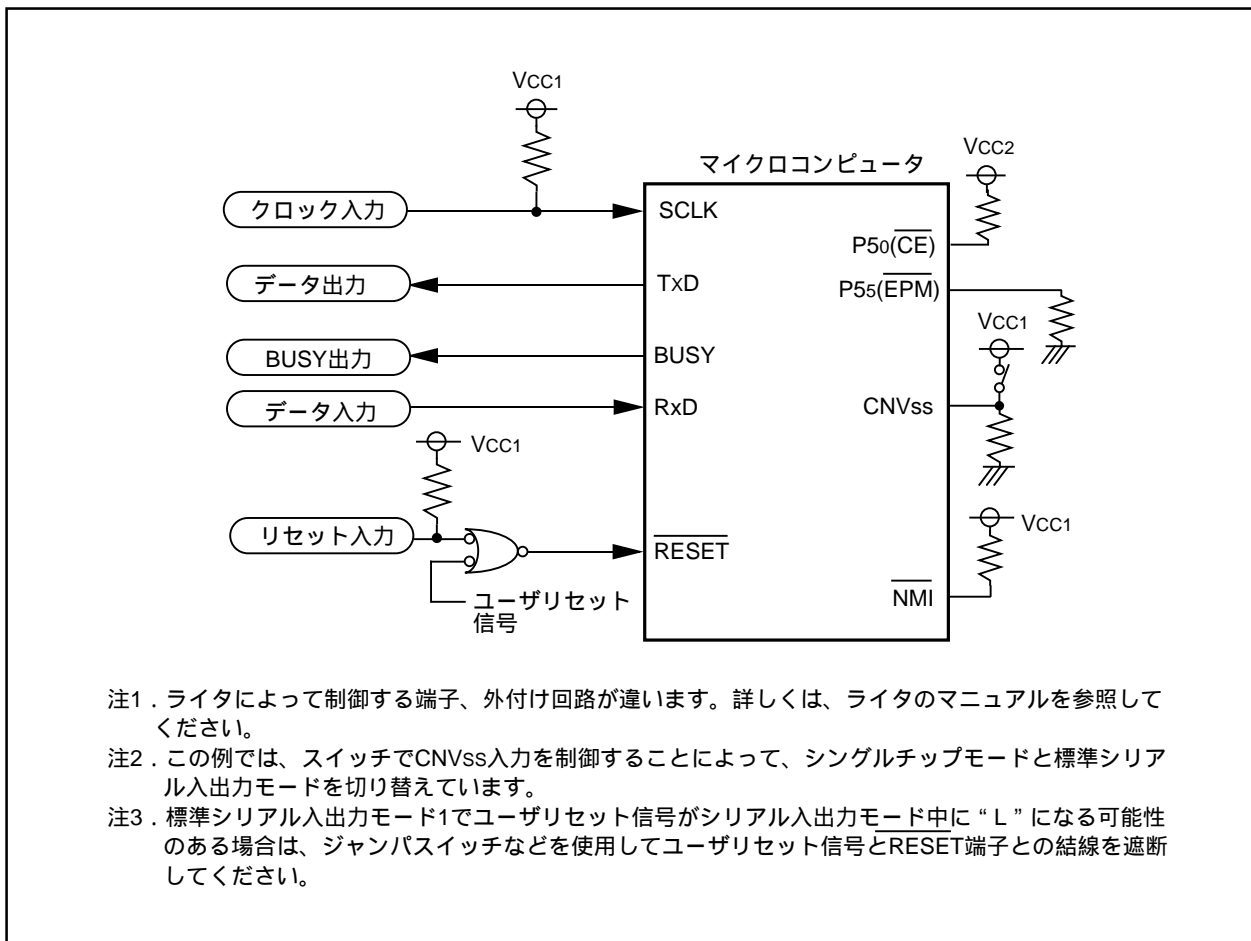 VCC1
マイクロコンピュータ
VCC2
クロック入力
SCLK
P50(CE)
データ出力
TxD
P55(EPM)
VCC1
BUSY出力
BUSY
データ入力
RxD
CNVss
VCC1
リセット入力
RESET
VCC1
ユーザリセット
信号
NMI
注1．ライタによって制御する端子、外付け回路が違います。詳しくは、ライタのマニュアルを参照して
ください。
注2．この例では、スイッチでCNVss入力を制御することによって、シングルチップモードと標準シリア
ル入出力モードを切り替えています。
注3．標準シリアル入出力モード1でユーザリセット信号がシリアル入出力モード中に“L”になる可能性
のある場合は、ジャンパスイッチなどを使用してユーザリセット信号とRESET端子との結線を遮断
してください。